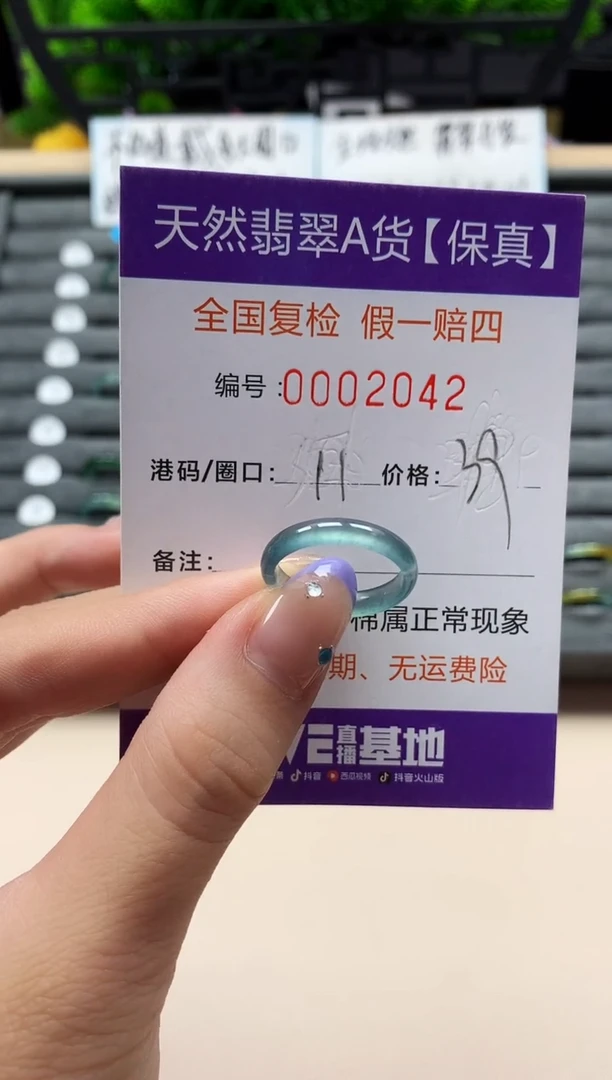 天然翡翠A货【保真】
全国复检 假一赔四
编号:0002042
港码/圈口: 11 价格: 39
备注:
棉属正常现象
期、无运费险
直播基地
抖音 西瓜视频 抖音火山版